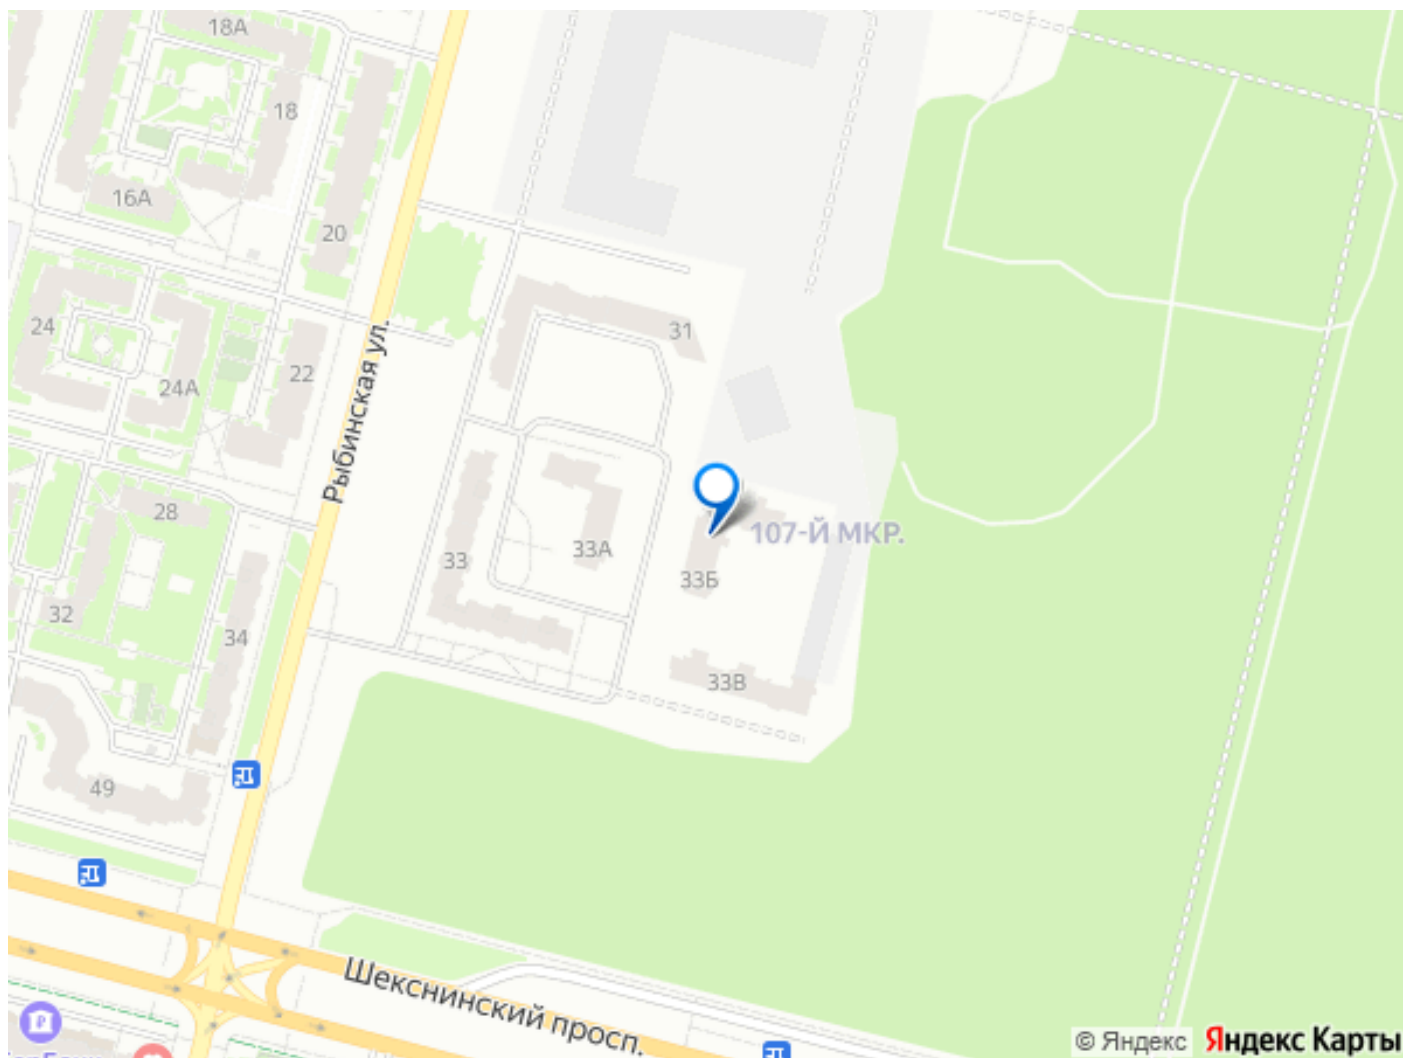 18А
18
16А
20
24
24А
22
31
Рыбинская ул.
28
33
33А
107-Й МКР.
33Б
32
34
33В
49
Шекснинский просп.
© Яндекс
Яндекс Карты